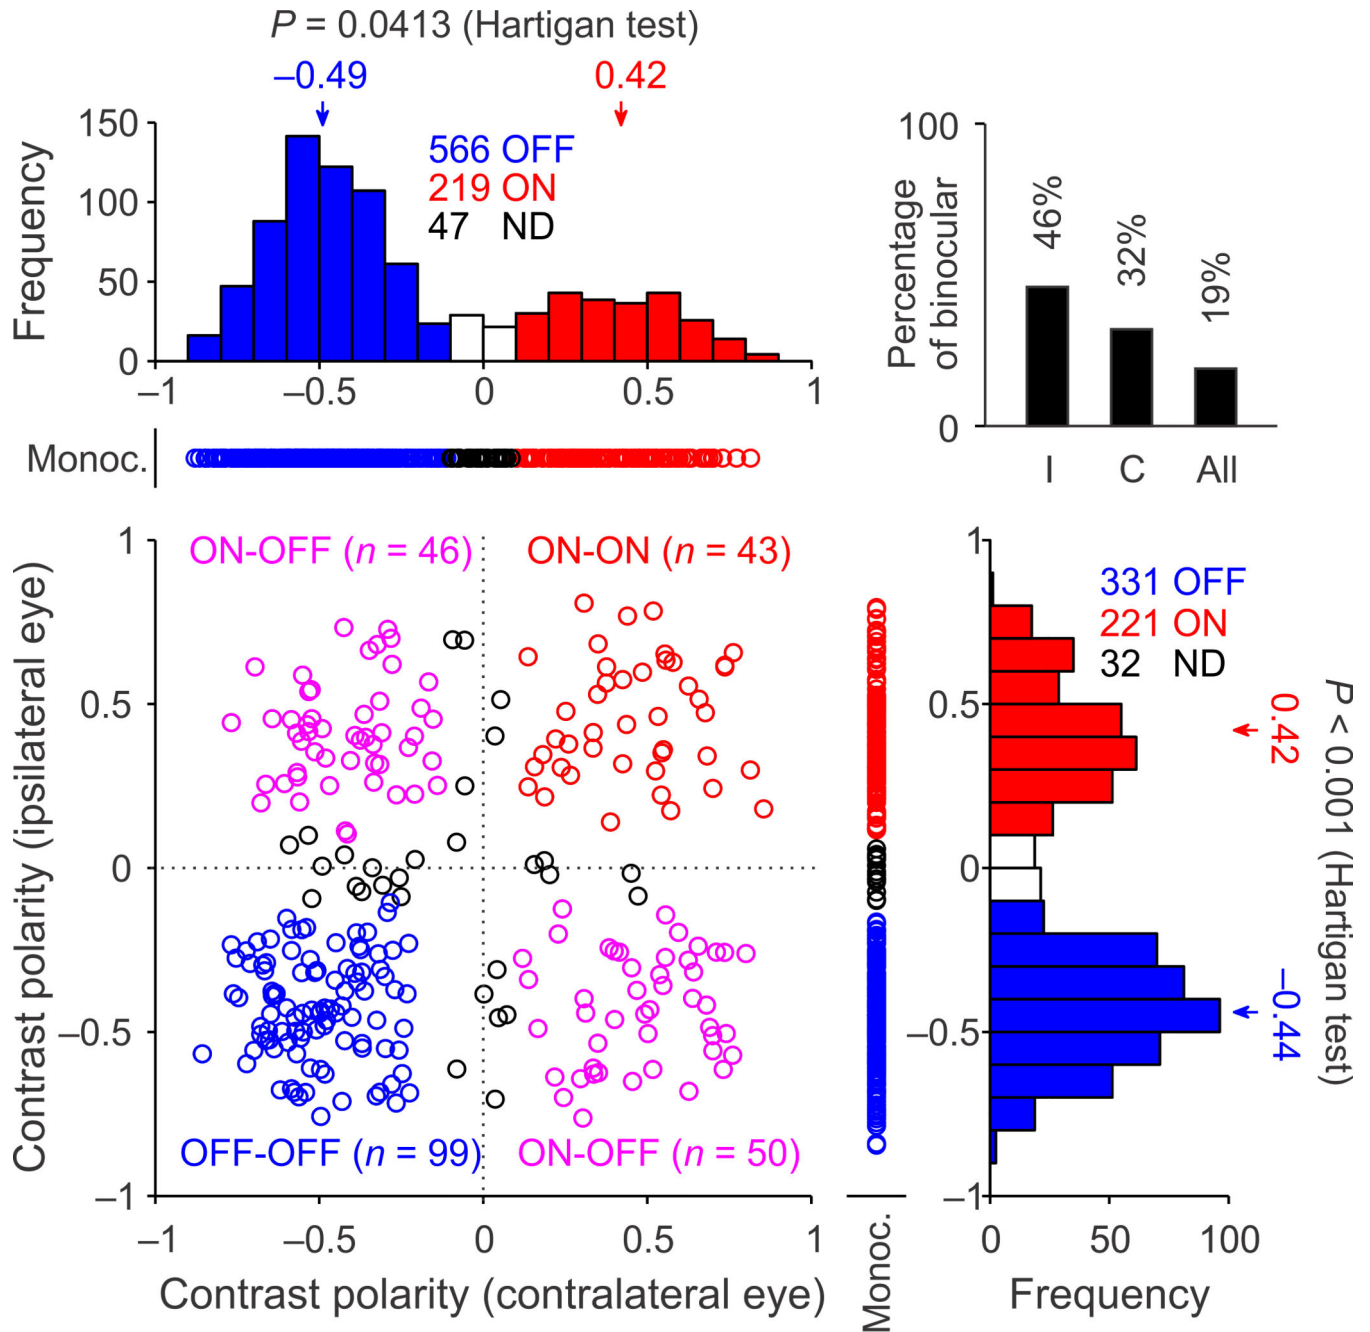 P = 0.0413 (Hartigan test)
–0.49
0.42
566 OFF
219 ON
47 ND
Frequency
150
100
50
0
–1
–0.5
0
0.5
1
Percentage
of binocular
100
0
46%
32%
19%
I
C
All
Monoc.
Contrast polarity (ipsilateral eye)
1
0.5
0
–0.5
–1
ON-OFF (n = 46)
ON-ON (n = 43)
OFF-OFF (n = 99)
ON-OFF (n = 50)
–1
–0.5
0
0.5
1
Contrast polarity (contralateral eye)
Monoc.
1
0.5
0
–0.5
–1
331 OFF
221 ON
32 ND
0.42
–0.44
P < 0.001 (Hartigan test)
0
50
100
Frequency